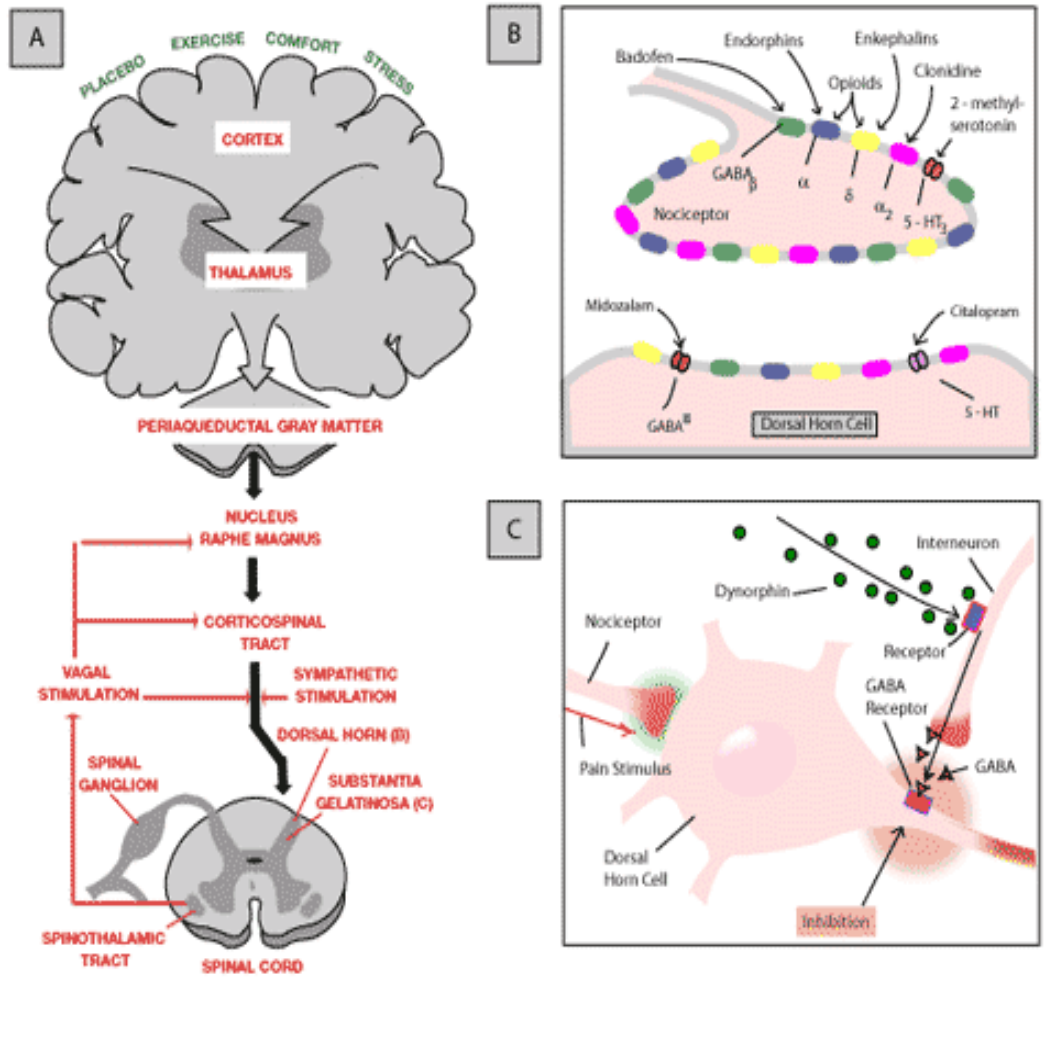 A
PLACEBO
EXERCISE
COMFORT
STRESS
CORTEX
THALAMUS
PERIAQUEDUCTAL GRAY MATTER
NUCLEUS
RAPHE MAGNUS
CORTICOSPINAL
TRACT
VAGAL
STIMULATION
SYMPATHETIC
STIMULATION
DORSAL HORN (B)
SPINAL
GANGLION
SUBSTANTIA
GELATINOSA (C)
SPINOTHALAMIC
TRACT
SPINAL CORD
B
Badofen
Endorphins
Enkephalins
Opioids
Clonidine
2 - methyl-
serotonin
GABAβ
α
δ
α2
5 - HT3
Nociceptor
Midozalam
Citalopram
GABA
5 - HT
Dorsal Horn Cell
C
Interneuron
Dynorphin
Nociceptor
Receptor
GABA
Receptor
GABA
Pain Stimulus
Dorsal
Horn Cell
Inhibition